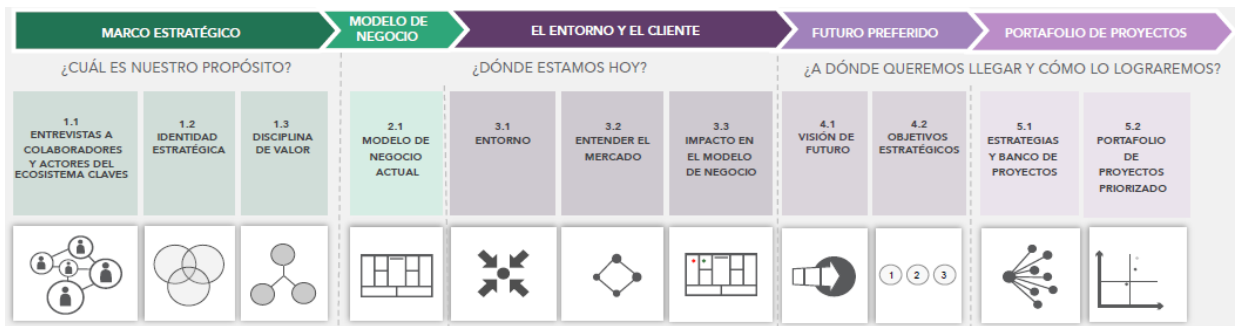 MARCO ESTRATÉGICO
MODELO DE
NEGOCIO
EL ENTORNO Y EL CLIENTE
FUTURO PREFERIDO
PORTAFOLIO DE PROYECTOS
¿CUÁL ES NUESTRO PROPÓSITO?
¿DÓNDE ESTAMOS HOY?
¿A DÓNDE QUEREMOS LLEGAR Y CÓMO LO LOGRAREMOS?
1.1
ENTREVISTAS A
COLABORADORES
Y ACTORES DEL
ECOSISTEMA CLAVES
1.2
IDENTIDAD
ESTRATÉGICA
1.3
DISCIPLINA
DE VALOR
2.1
MODELO DE
NEGOCIO
ACTUAL
3.1
ENTORNO
3.2
ENTENDER EL
MERCADO
3.3
IMPACTO EN
EL MODELO
DE NEGOCIO
4.1
VISIÓN DE
FUTURO
4.2
OBJETIVOS
ESTRATÉGICOS
5.1
ESTRATEGIAS
Y BANCO DE
PROYECTOS
5.2
PORTAFOLIO
DE
PROYECTOS
PRIORIZADO
1 2 3